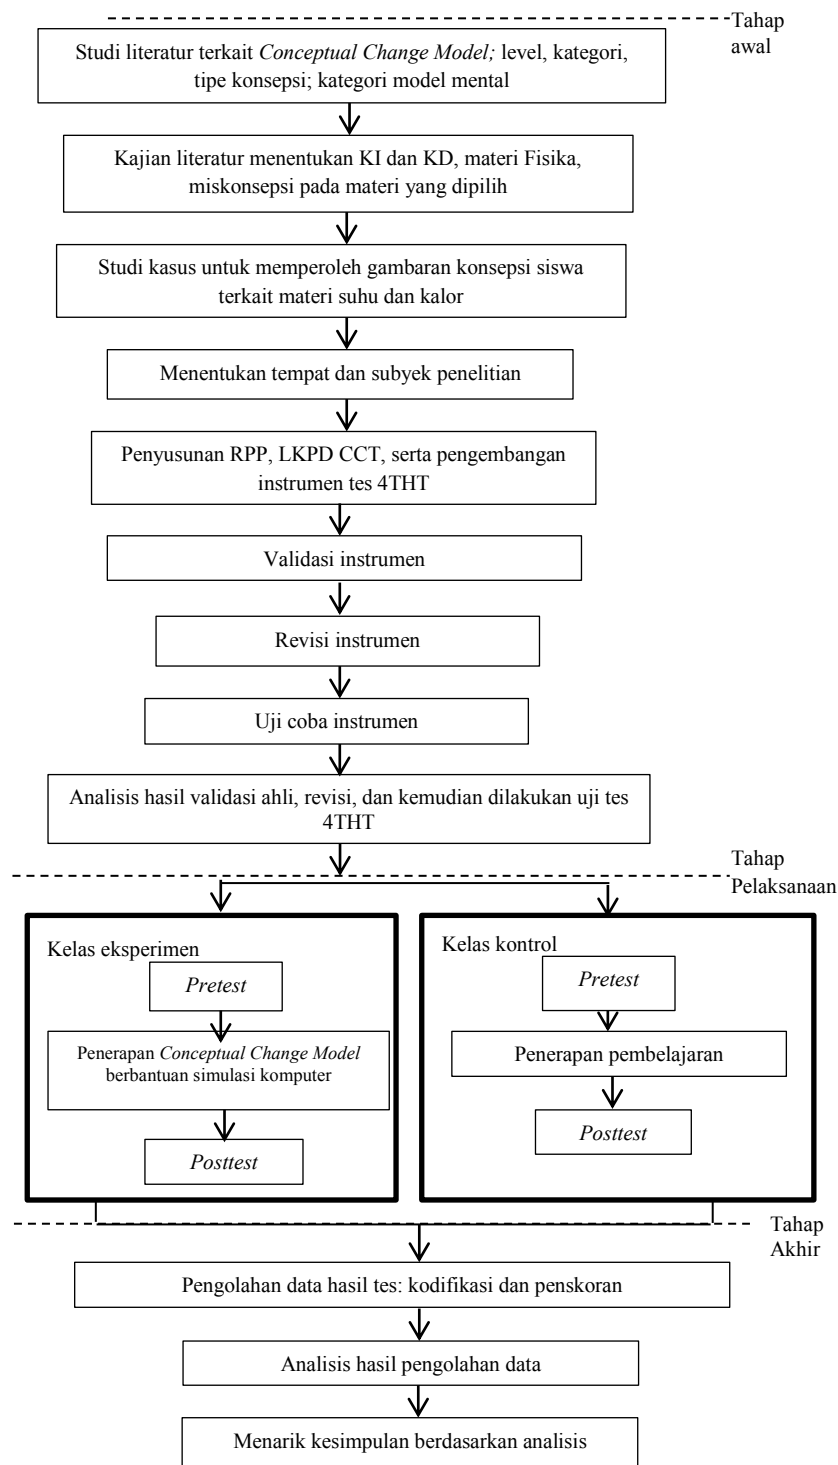 Tahap
awal
Studi literatur terkait Conceptual Change Model; level, kategori,
tipe konsepsi; kategori model mental
Kajian literatur menentukan KI dan KD, materi Fisika,
miskonsepsi pada materi yang dipilih
Studi kasus untuk memperoleh gambaran konsepsi siswa
terkait materi suhu dan kalor
Menentukan tempat dan subyek penelitian
Penyusunan RPP, LKPD CCT, serta pengembangan
instrumen tes 4THT
Validasi instrumen
Revisi instrumen
Uji coba instrumen
Analisis hasil validasi ahli, revisi, dan kemudian dilakukan uji tes
4THT
Tahap
Pelaksanaan
Kelas eksperimen
Pretest
Penerapan Conceptual Change Model
berbantuan simulasi komputer
Posttest
Kelas kontrol
Pretest
Penerapan pembelajaran
Posttest
Tahap
Akhir
Pengolahan data hasil tes: kodifikasi dan penskoran
Analisis hasil pengolahan data
Menarik kesimpulan berdasarkan analisis